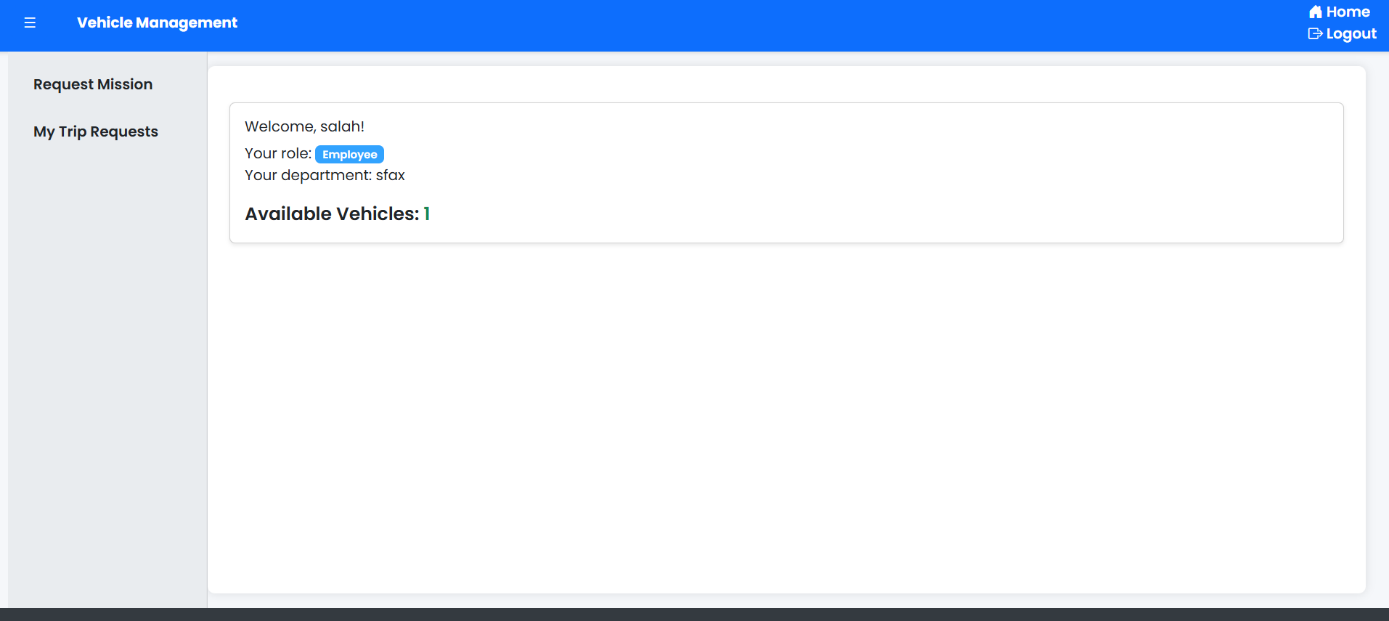 ☰ Vehicle Management
Home
Logout
Request Mission
My Trip Requests
Welcome, salah!
Your role: Employee
Your department: sfax
Available Vehicles: 1